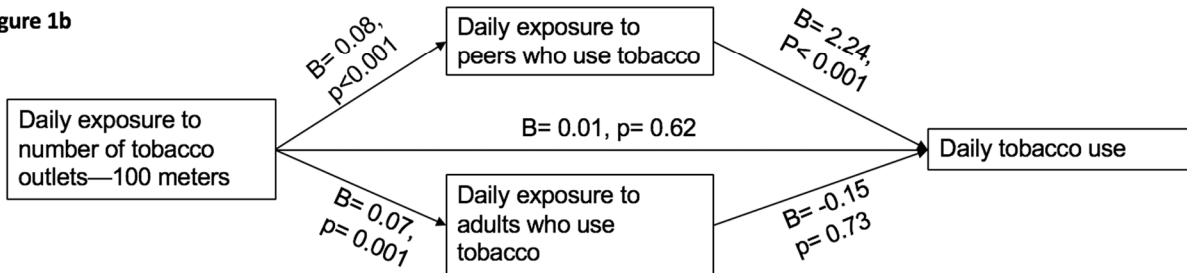 gure 1b
B= 0.08,
p<0.001
Daily exposure to
peers who use tobacco
B= 2.24,
P< 0.001
Daily exposure to
number of tobacco
outlets—100 meters
B= 0.01, p= 0.62
Daily tobacco use
B= 0.07,
p= 0.001
Daily exposure to
adults who use
tobacco
B= -0.15
p= 0.73